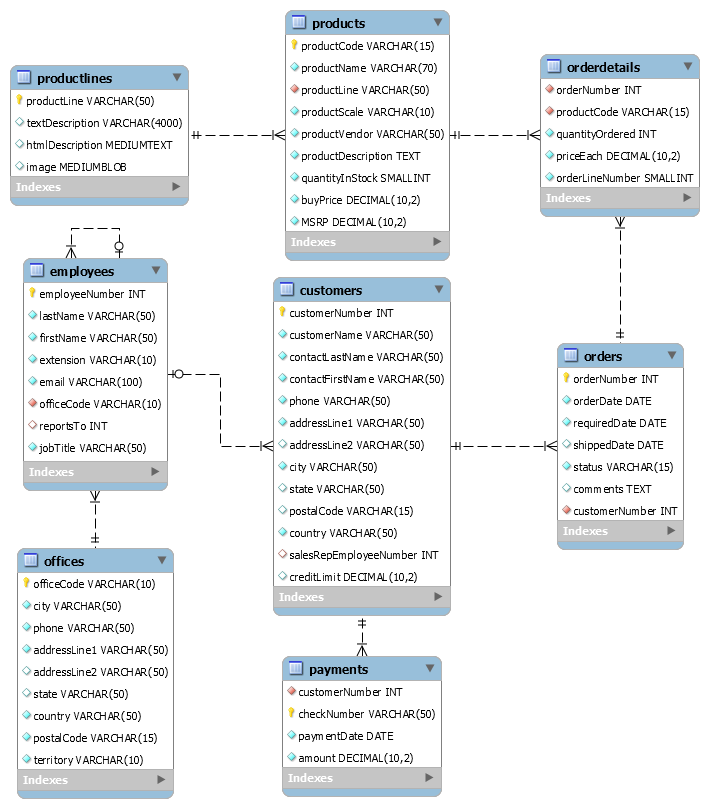 productlines
productLine VARCHAR(50)
textDescription VARCHAR(4000)
htmlDescription MEDIUMTEXT
image MEDIUMBLOB
Indexes
products
productCode VARCHAR(15)
productName VARCHAR(70)
productLine VARCHAR(50)
productScale VARCHAR(10)
productVendor VARCHAR(50)
productDescription TEXT
quantityInStock SMALLINT
buyPrice DECIMAL(10,2)
MSRP DECIMAL(10,2)
Indexes
orderdetails
orderNumber INT
productCode VARCHAR(15)
quantityOrdered INT
priceEach DECIMAL(10,2)
orderLineNumber SMALLINT
Indexes
employees
employeeNumber INT
lastName VARCHAR(50)
firstName VARCHAR(50)
extension VARCHAR(10)
email VARCHAR(100)
officeCode VARCHAR(10)
reportsTo INT
jobTitle VARCHAR(50)
Indexes
customers
customerNumber INT
customerName VARCHAR(50)
contactLastName VARCHAR(50)
contactFirstName VARCHAR(50)
phone VARCHAR(50)
addressLine1 VARCHAR(50)
addressLine2 VARCHAR(50)
city VARCHAR(50)
state VARCHAR(50)
postalCode VARCHAR(15)
country VARCHAR(50)
salesRepEmployeeNumber INT
creditLimit DECIMAL(10,2)
Indexes
orders
orderNumber INT
orderDate DATE
requiredDate DATE
shippedDate DATE
status VARCHAR(15)
comments TEXT
customerNumber INT
Indexes
offices
officeCode VARCHAR(10)
city VARCHAR(50)
phone VARCHAR(50)
addressLine1 VARCHAR(50)
addressLine2 VARCHAR(50)
state VARCHAR(50)
country VARCHAR(50)
postalCode VARCHAR(15)
territory VARCHAR(10)
Indexes
payments
customerNumber INT
checkNumber VARCHAR(50)
paymentDate DATE
amount DECIMAL(10,2)
Indexes